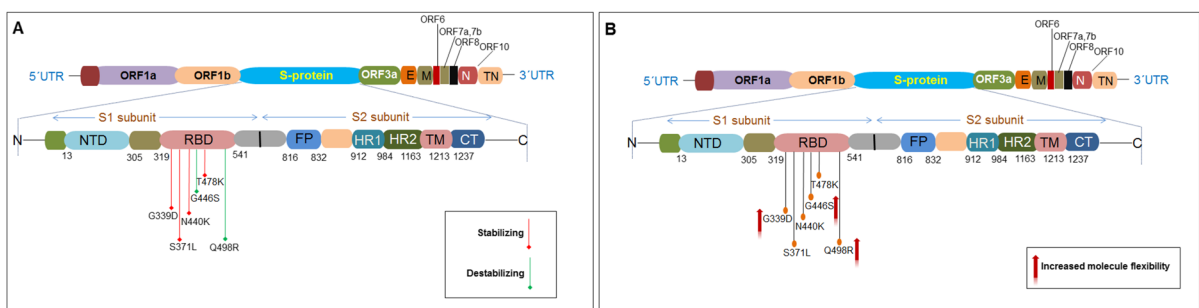 A
ORF6
ORF7a,7b
ORF8
ORF10
5´UTR
ORF1a
ORF1b
S-protein
ORF3a
E
M
N
TN
3´UTR
S1 subunit
S2 subunit
N
NTD
RBD
FP
HR1
HR2
TM
CT
C
13
305
319
541
816
832
912
984
1163
1213
1237
T478K
G446S
G339D
N440K
S371L
Q498R
Stabilizing
Destabilizing
B
ORF6
ORF7a,7b
ORF8
ORF10
5´UTR
ORF1a
ORF1b
S-protein
ORF3a
E
M
N
TN
3´UTR
S1 subunit
S2 subunit
N
NTD
RBD
FP
HR1
HR2
TM
CT
C
13
305
319
541
816
832
912
984
1163
1213
1237
T478K
G446S
G339D
N440K
S371L
Q498R
Increased molecule flexibility